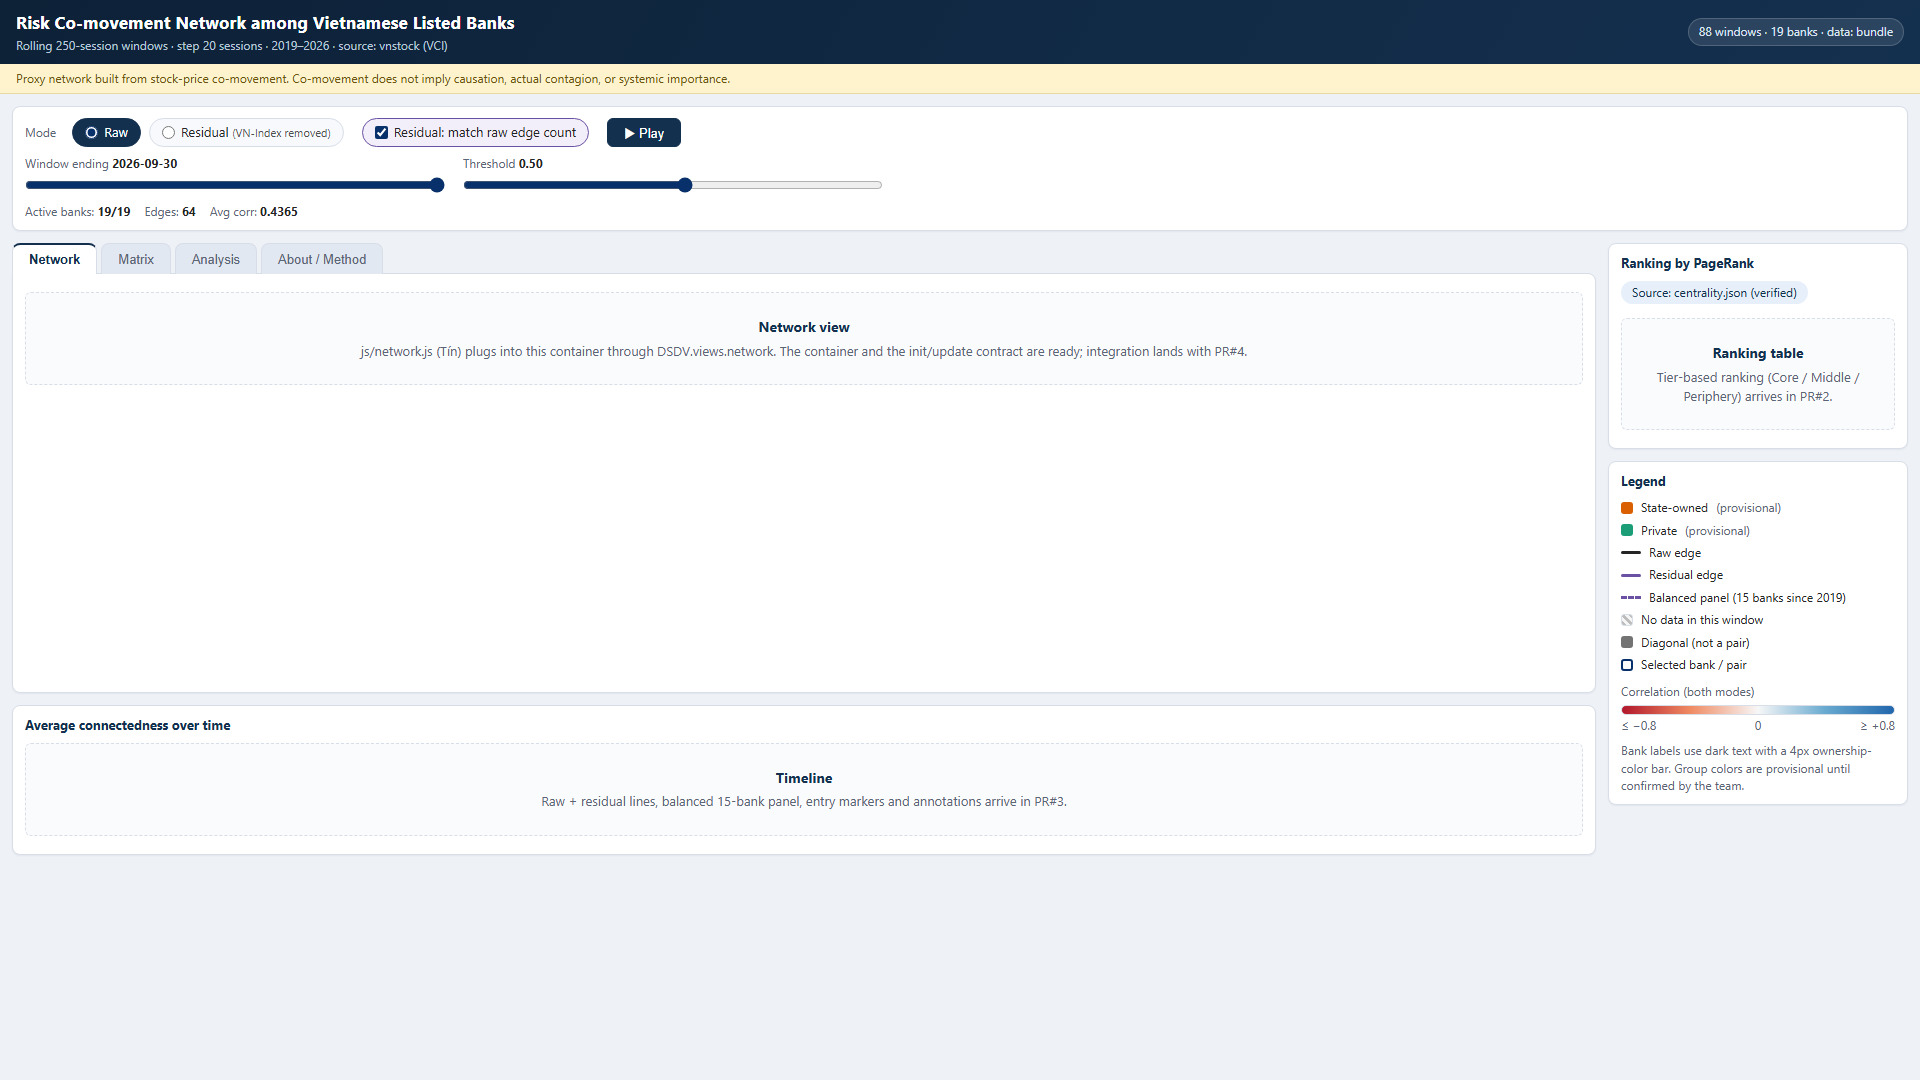 Risk Co-movement Network among Vietnamese Listed Banks
Rolling 250-session windows · step 20 sessions · 2019–2026 · source: vnstock (VCI)
88 windows · 19 banks · data: bundle
Proxy network built from stock-price co-movement. Co-movement does not imply causation, actual contagion, or systemic importance.
Mode
Raw
Residual (VN-Index removed)
Residual: match raw edge count
▶ Play
Window ending 2026-09-30
Threshold 0.50
Active banks: 19/19 Edges: 64 Avg corr: 0.4365
Network
Matrix
Analysis
About / Method
Network view
js/network.js (Tín) plugs into this container through DSDV.views.network. The container and the init/update contract are ready; integration lands with PR#4.
Average connectedness over time
Timeline
Raw + residual lines, balanced 15-bank panel, entry markers and annotations arrive in PR#3.
Ranking by PageRank
Source: centrality.json (verified)
Ranking table
Tier-based ranking (Core / Middle /
Periphery) arrives in PR#2.
Legend
State-owned (provisional)
Private (provisional)
Raw edge
Residual edge
Balanced panel (15 banks since 2019)
No data in this window
Diagonal (not a pair)
Selected bank / pair
Correlation (both modes)
≤ −0.8 0 ≥ +0.8
Bank labels use dark text with a 4px ownership-
color bar. Group colors are provisional until
confirmed by the team.